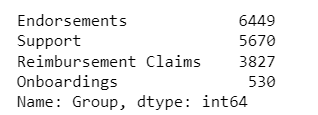 Endorsements 6449
Support 5670
Reimbursement Claims 3827
Onboardings 530
Name: Group, dtype: int64